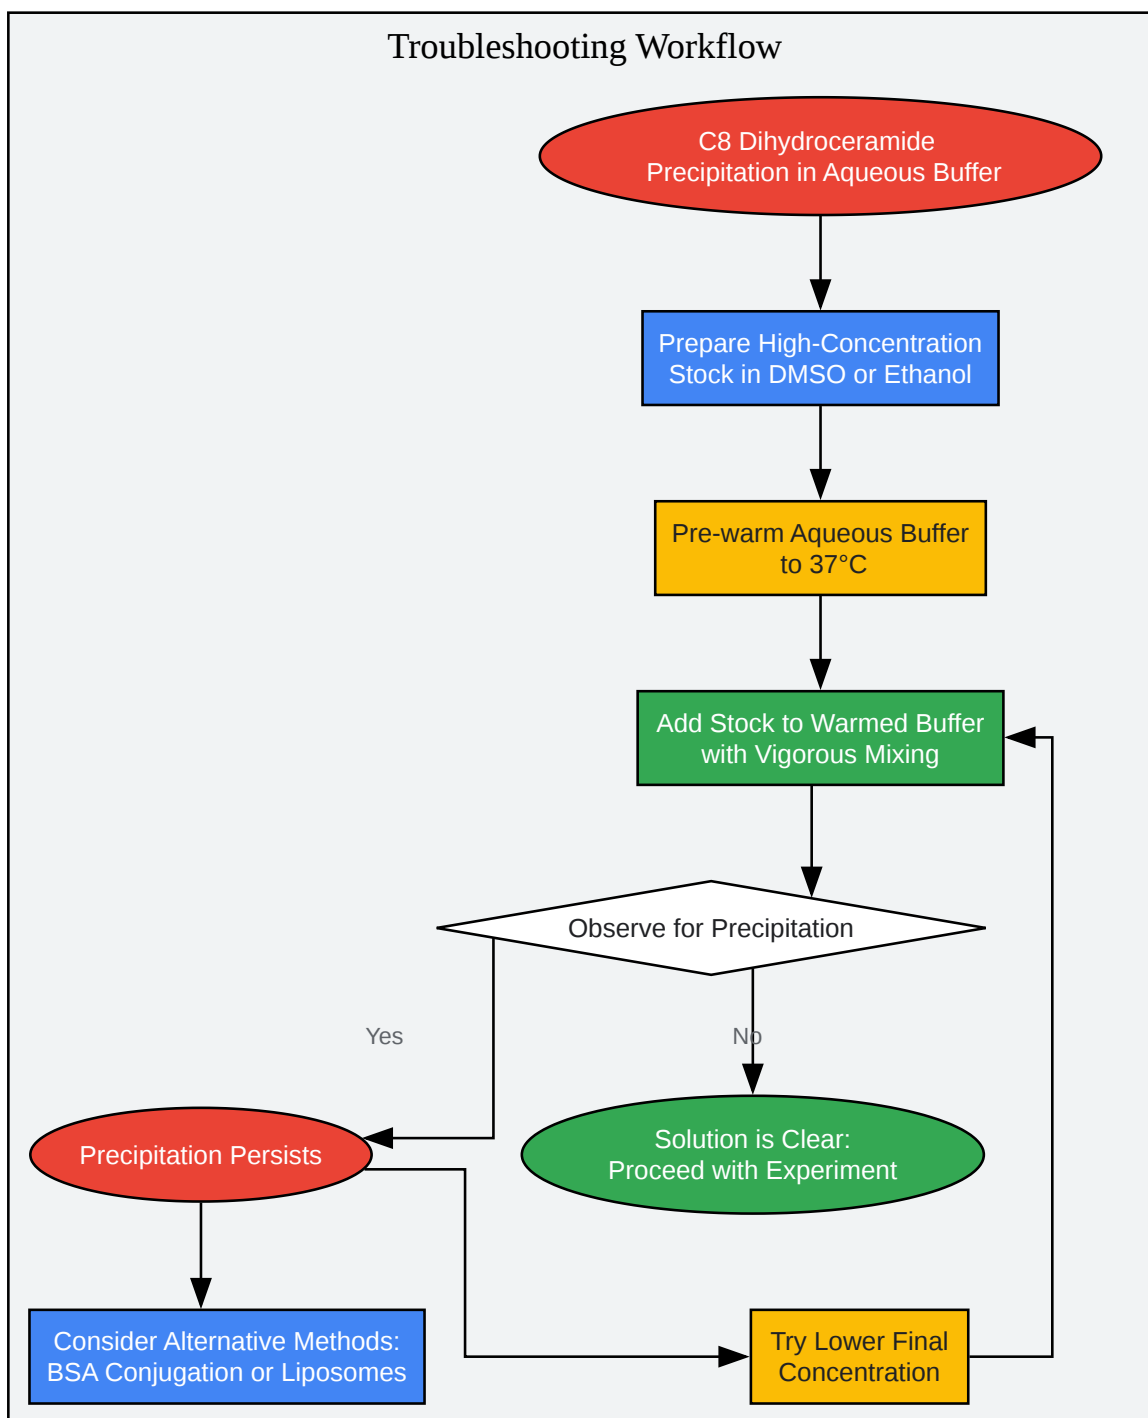 Troubleshooting Workflow
C8 Dihydroceramide
Precipitation in Aqueous Buffer
Prepare High-Concentration
Stock in DMSO or Ethanol
Pre-warm Aqueous Buffer
to 37°C
Add Stock to Warmed Buffer
with Vigorous Mixing
Observe for Precipitation
Yes
No
Precipitation Persists
Solution is Clear:
Proceed with Experiment
Consider Alternative Methods:
BSA Conjugation or Liposomes
Try Lower Final
Concentration